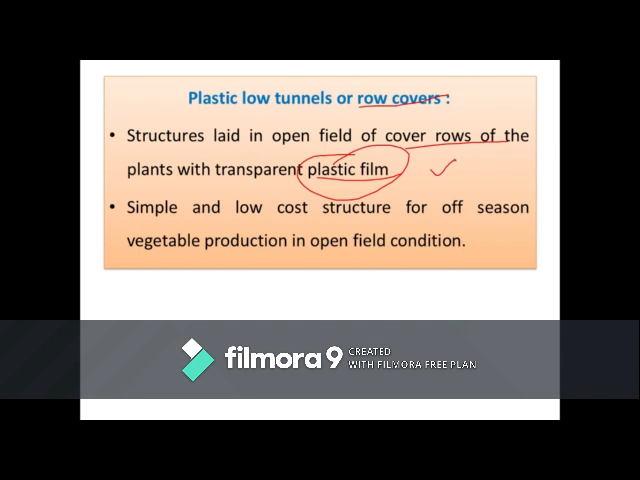 Plastic low tunnels or row covers :
• Structures laid in open field of cover rows of the
plants with transparent plastic film
• Simple and low cost structure for off season
vegetable production in open field condition.
filmora 9 CREATED
WITH FILMORA FREE PLAN